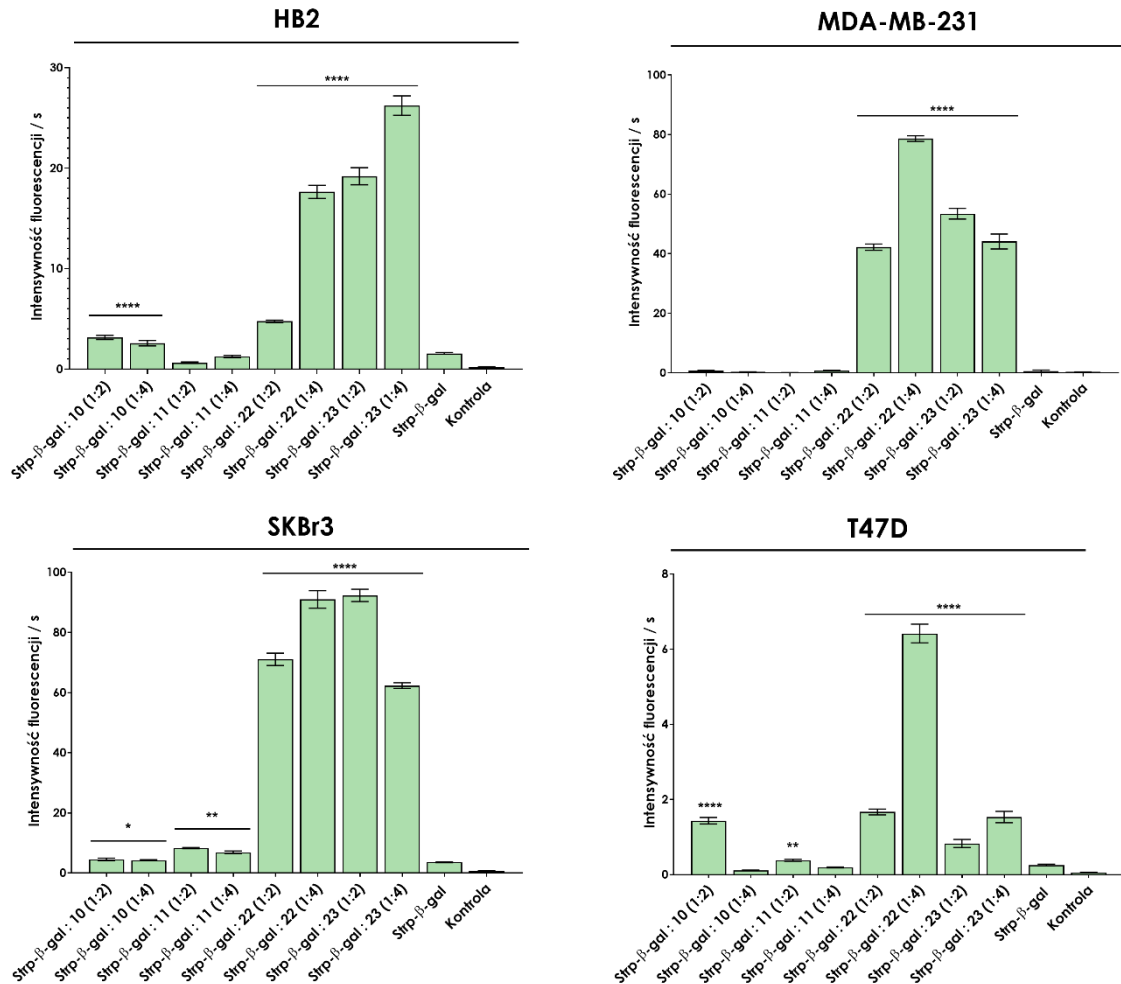 HB2
Intensywność fluorescencji / s
30
20
10
0
****
****
Strp-β-gal : 10 (1:2)
Strp-β-gal : 10 (1:4)
Strp-β-gal : 11 (1:2)
Strp-β-gal : 11 (1:4)
Strp-β-gal : 22 (1:2)
Strp-β-gal : 22 (1:4)
Strp-β-gal : 23 (1:2)
Strp-β-gal : 23 (1:4)
Strp-β-gal
Kontrola
MDA-MB-231
Intensywność fluorescencji / s
100
80
60
40
20
0
****
Strp-β-gal : 10 (1:2)
Strp-β-gal : 10 (1:4)
Strp-β-gal : 11 (1:2)
Strp-β-gal : 11 (1:4)
Strp-β-gal : 22 (1:2)
Strp-β-gal : 22 (1:4)
Strp-β-gal : 23 (1:2)
Strp-β-gal : 23 (1:4)
Strp-β-gal
Kontrola
SKBr3
Intensywność fluorescencji / s
100
80
60
40
20
0
*
**
****
Strp-β-gal : 10 (1:2)
Strp-β-gal : 10 (1:4)
Strp-β-gal : 11 (1:2)
Strp-β-gal : 11 (1:4)
Strp-β-gal : 22 (1:2)
Strp-β-gal : 22 (1:4)
Strp-β-gal : 23 (1:2)
Strp-β-gal : 23 (1:4)
Strp-β-gal
Kontrola
T47D
Intensywność fluorescencji / s
8
6
4
2
0
****
**
****
Strp-β-gal : 10 (1:2)
Strp-β-gal : 10 (1:4)
Strp-β-gal : 11 (1:2)
Strp-β-gal : 11 (1:4)
Strp-β-gal : 22 (1:2)
Strp-β-gal : 22 (1:4)
Strp-β-gal : 23 (1:2)
Strp-β-gal : 23 (1:4)
Strp-β-gal
Kontrola